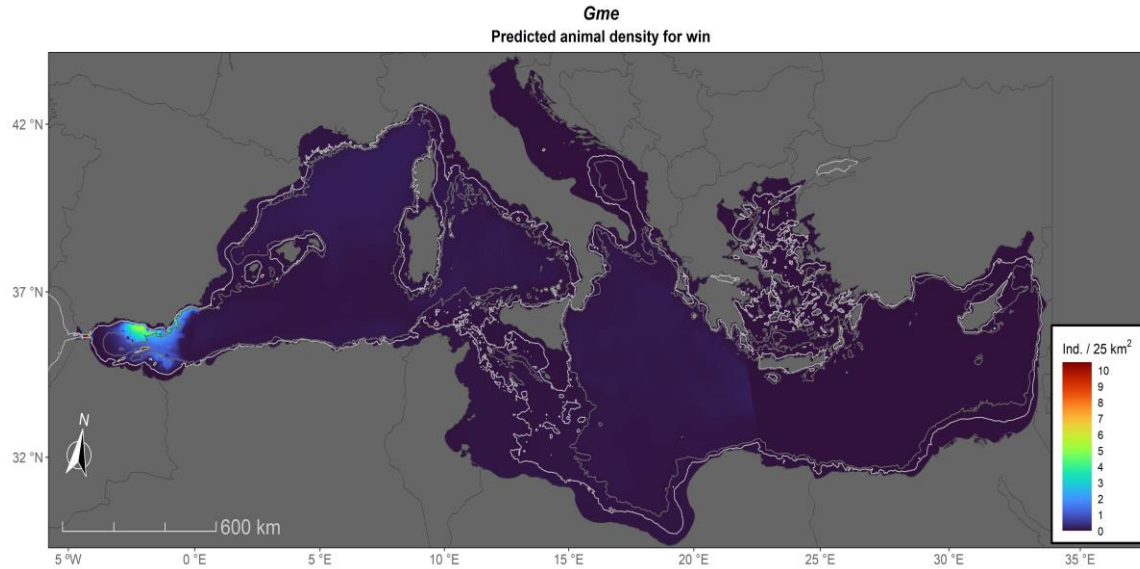 Gme
Predicted animal density for win
42 °N
37 °N
32 °N
N
600 km
Ind. / 25 km²
10
9
8
7
6
5
4
3
2
1
0
5 °W
0 °E
5 °E
10 °E
15 °E
20 °E
25 °E
30 °E
35 °E